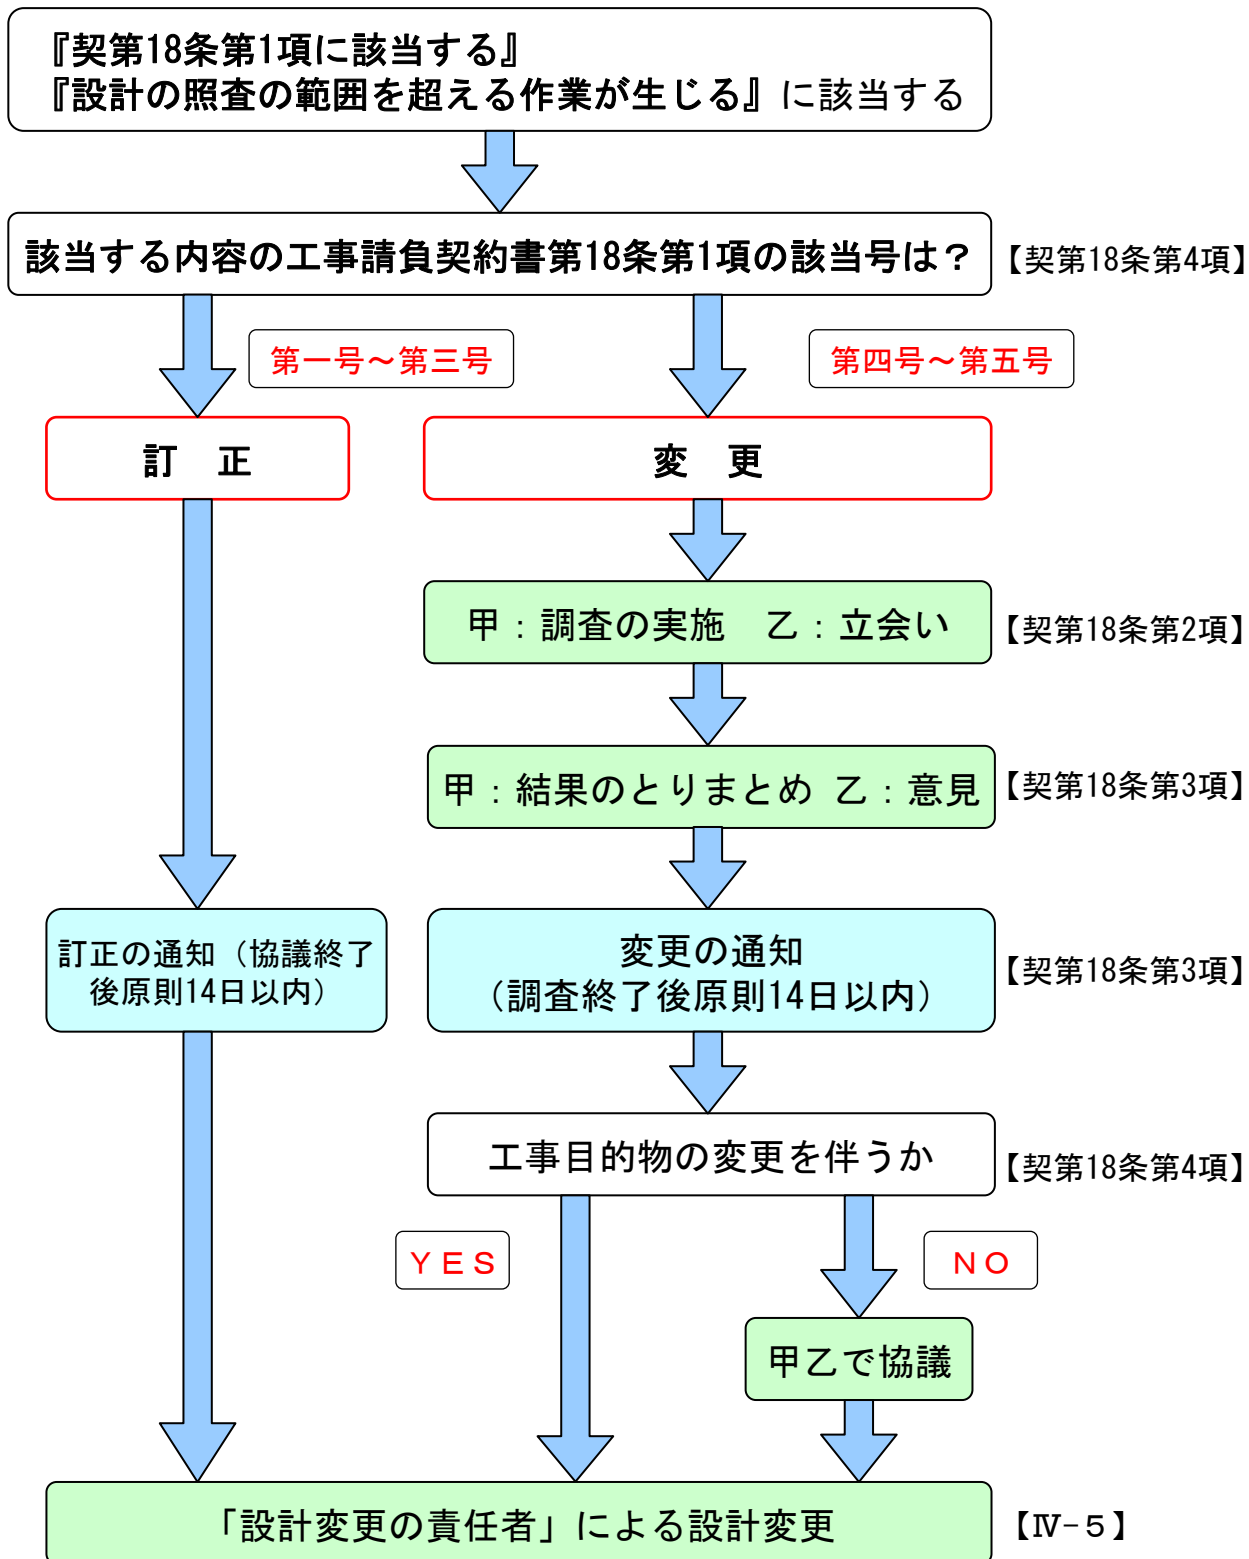 『契第18条第1項に該当する』
『設計の照査の範囲を超える作業が生じる』に該当する
該当する内容の工事請負契約書第18条第1項の該当号は？
【契第18条第4項】
第一号～第三号
第四号～第五号
訂　正
変　更
甲：調査の実施　乙：立会い
【契第18条第2項】
甲：結果のとりまとめ 乙：意見
【契第18条第3項】
訂正の通知（協議終了
後原則14日以内）
変更の通知
（調査終了後原則14日以内）
【契第18条第3項】
工事目的物の変更を伴うか
【契第18条第4項】
ＹＥＳ
ＮＯ
甲乙で協議
「設計変更の責任者」による設計変更
【Ⅳ-５】